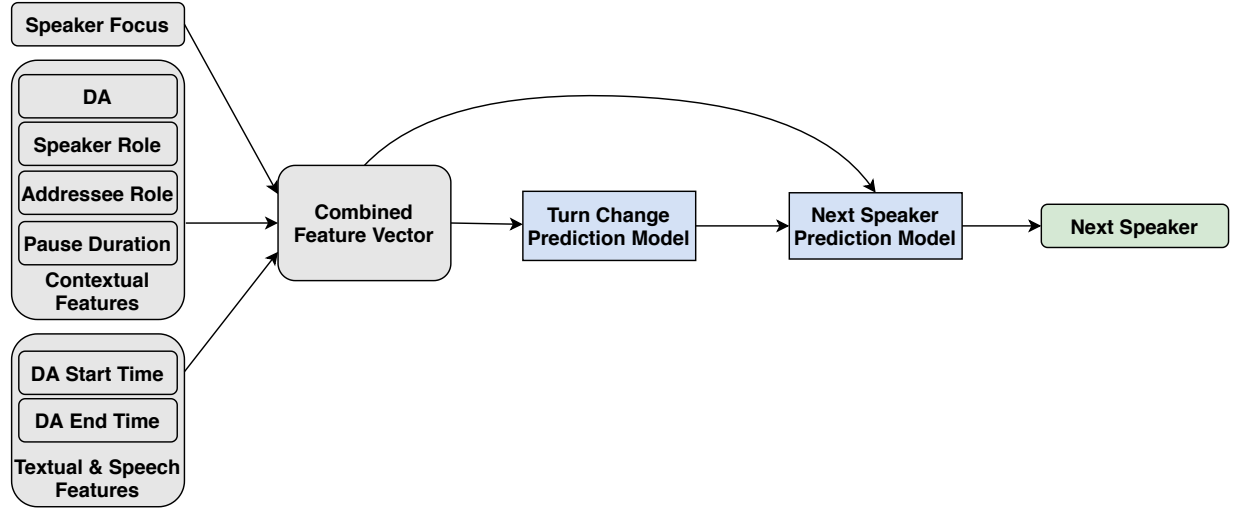 Speaker Focus
DA
Speaker Role
Addressee Role
Pause Duration
Contextual
Features
DA Start Time
DA End Time
Textual & Speech
Features
Combined
Feature Vector
Turn Change
Prediction Model
Next Speaker
Prediction Model
Next Speaker